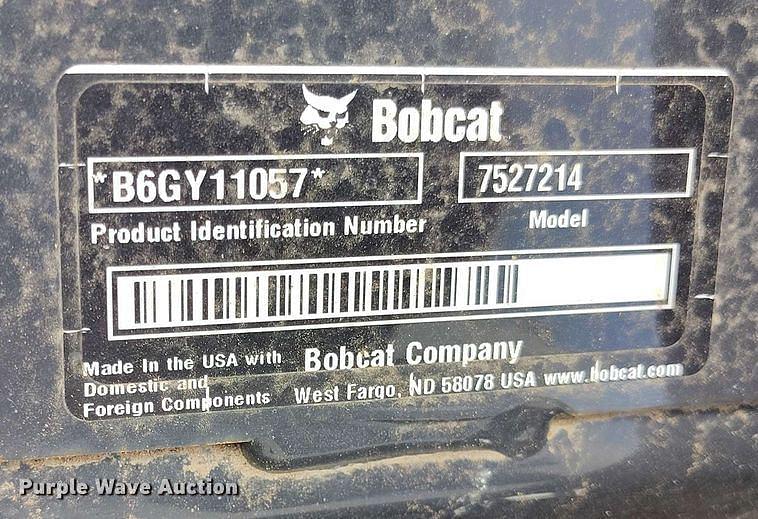 Bobcat
*B6GY11057*
7527214
Product Identification Number
Model
Made In the USA with
Domestic and
Foreign Components
Bobcat Company
West Fargo, ND 58078 USA www.bobcat.com
Purple Wave Auction